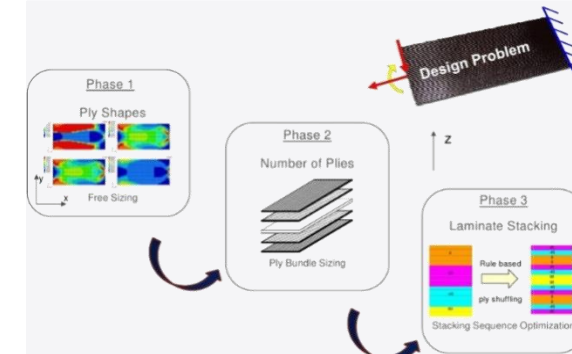 Design Problem
Phase 1
Ply Shapes
y
x
Free Sizing
Phase 2
Number of Plies
Ply Bundle Sizing
z
Phase 3
Laminate Stacking
Rule based
ply shuffling
Stacking Sequence Optimization